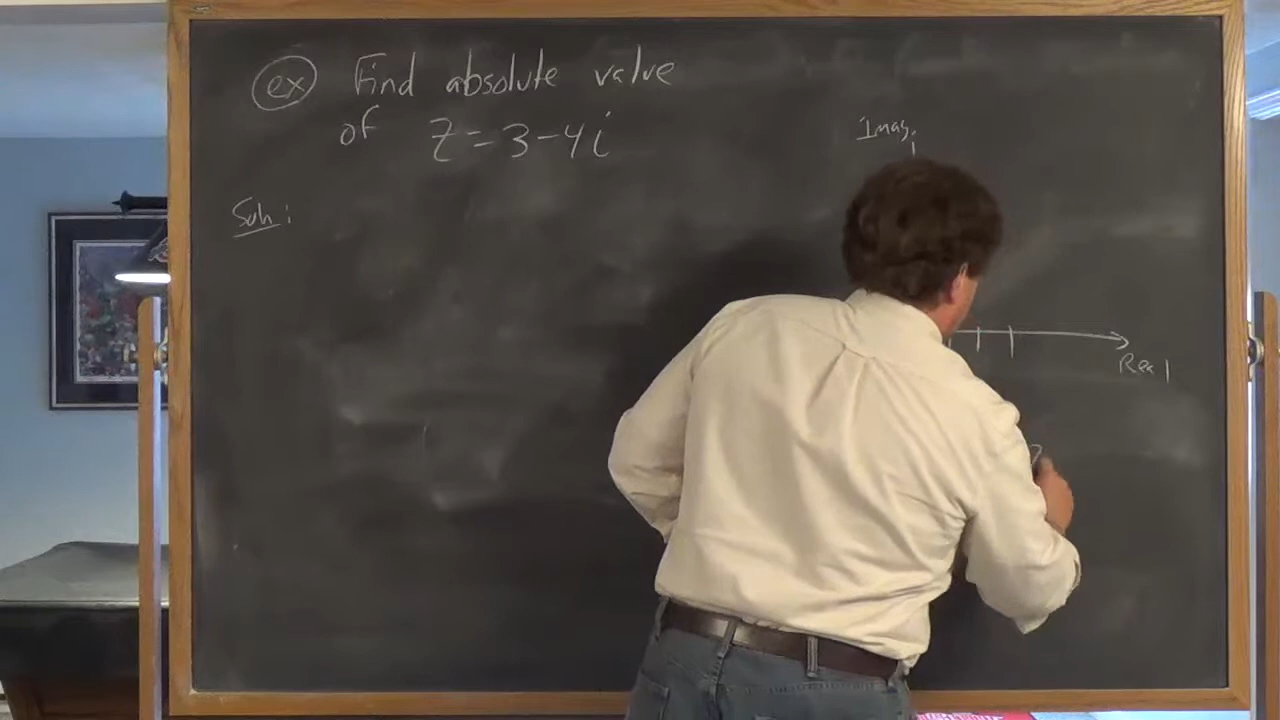 ex Find absolute value
of z=3-4i
Soln:
Imag.
Real